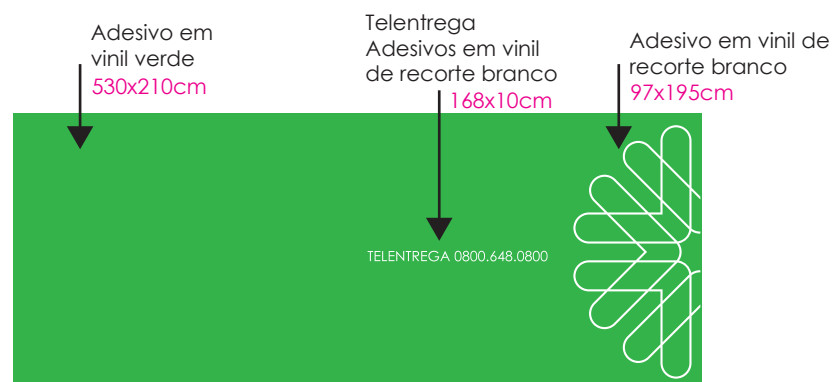 Adesivo em
vinil verde
530x210cm
Telentrega
Adesivos em vinil
de recorte branco
168x10cm
Adesivo em vinil de
recorte branco
97x195cm
TELENTREGA 0800.648.0800